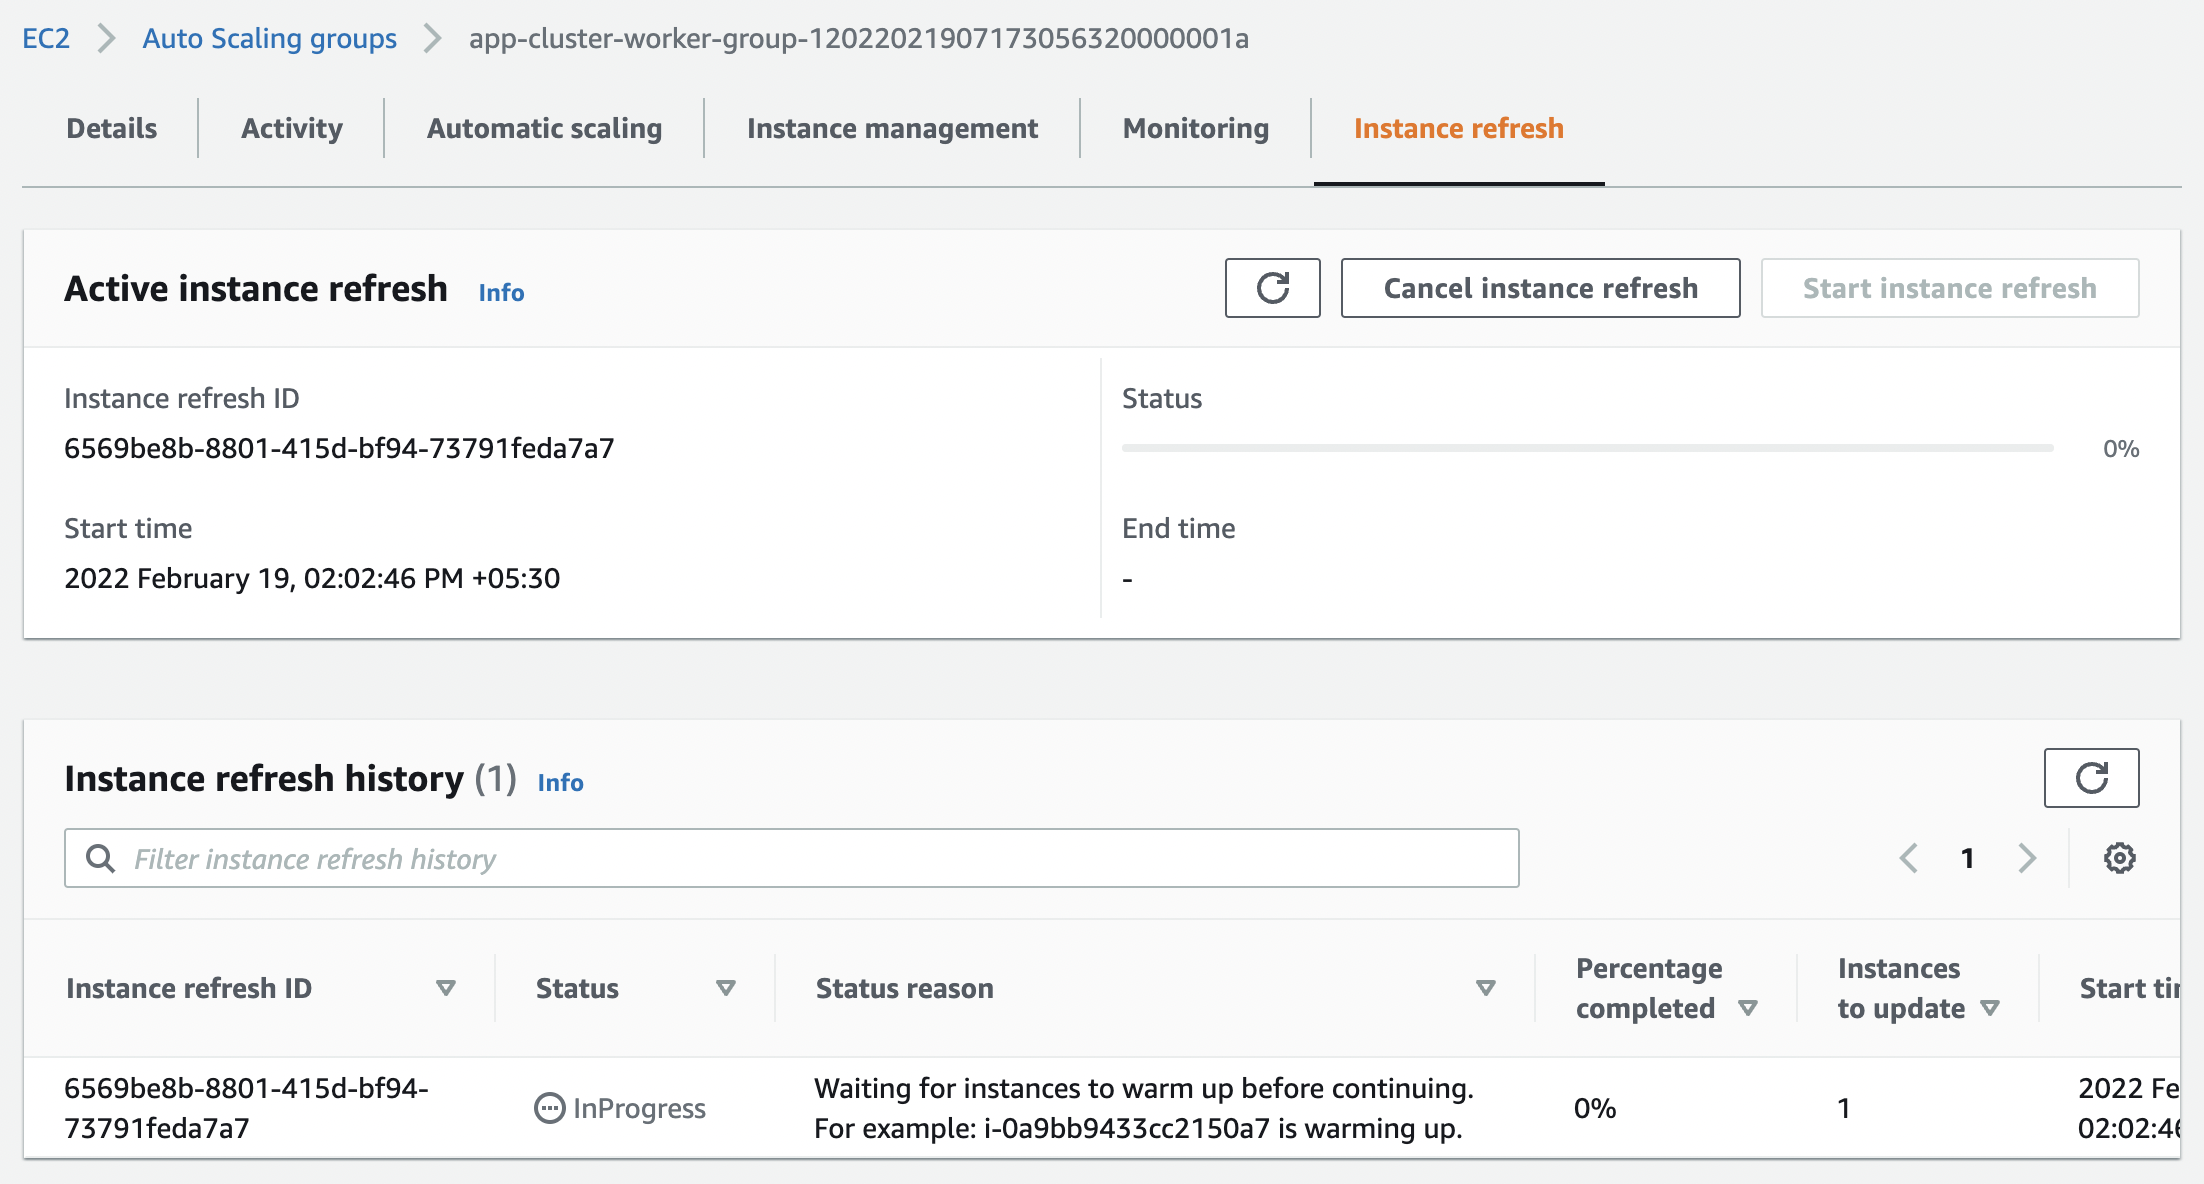 EC2 > Auto Scaling groups > app-cluster-worker-group-12022021907173056320000001a
Details Activity Automatic scaling Instance management Monitoring Instance refresh
Active instance refresh Info Cancel instance refresh Start instance refresh
Instance refresh ID Status
6569be8b-8801-415d-bf94-73791feda7a7 0%
Start time End time
2022 February 19, 02:02:46 PM +05:30 -
Instance refresh history (1) Info
Filter instance refresh history 1
Instance refresh ID Status Status reason Percentage completed Instances to update Start tim
6569be8b-8801-415d-bf94- Waiting for instances to warm up before continuing. 2022 Fe
InProgress 0% 1
73791feda7a7 For example: i-0a9bb9433cc2150a7 is warming up. 02:02:46